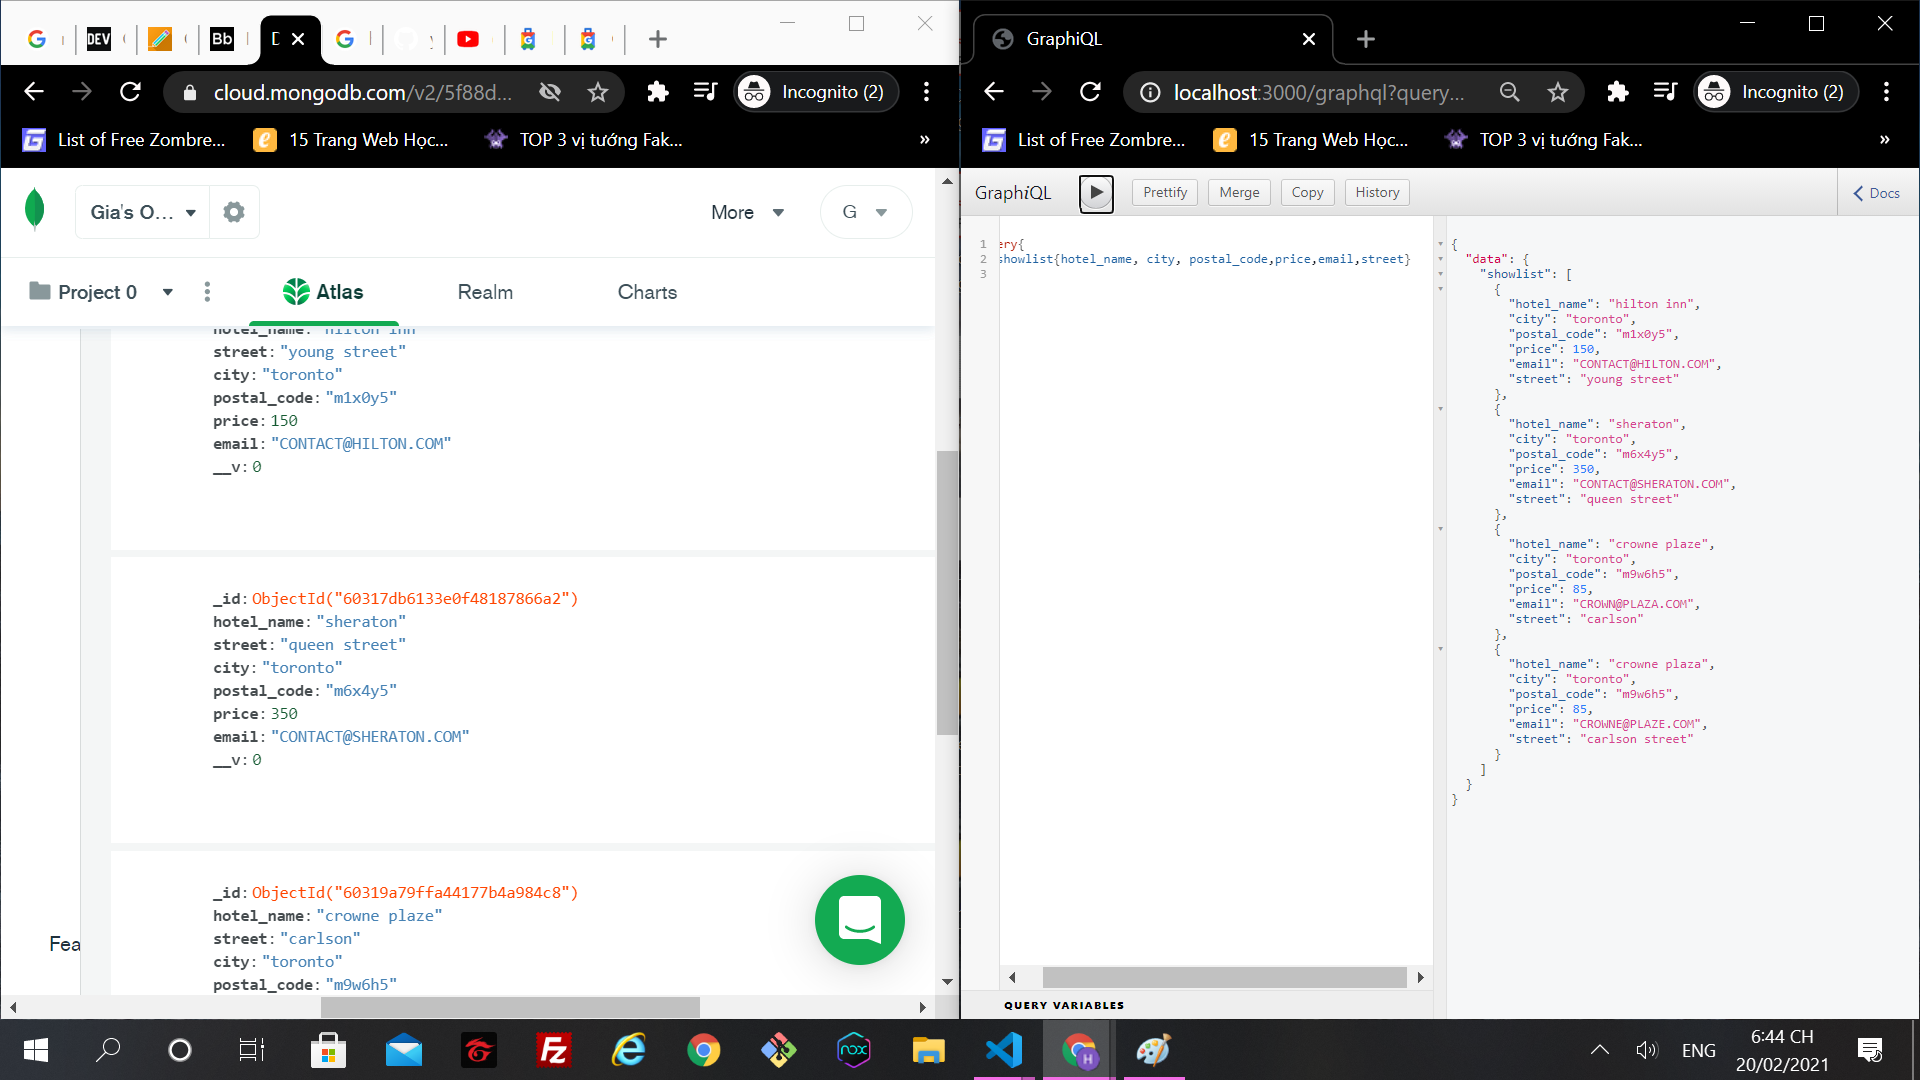 DEV
Bb
cloud.mongodb.com/v2/5f88d...
Incognito (2)
List of Free Zombre...
15 Trang Web Học...
TOP 3 vị tướng Fak...
»
Gia's O...
More
G
Project 0
Atlas
Realm
Charts
hotel_name: "hilton inn"
street: "young street"
city: "toronto"
postal_code: "m1x0y5"
price: 150
email: "CONTACT@HILTON.COM"
__v: 0
_id: ObjectId("60317db6133e0f48187866a2")
hotel_name: "sheraton"
street: "queen street"
city: "toronto"
postal_code: "m6x4y5"
price: 350
email: "CONTACT@SHERATON.COM"
__v: 0
_id: ObjectId("60319a79ffa44177b4a984c8")
hotel_name: "crowne plaze"
street: "carlson"
city: "toronto"
postal_code: "m9w6h5"
Fea
GraphiQL
localhost:3000/graphql?query...
Incognito (2)
List of Free Zombre...
15 Trang Web Học...
TOP 3 vị tướng Fak...
»
GraphiQL
Prettify
Merge
Copy
History
Docs
1 ery{
2 showlist{hotel_name, city, postal_code,price,email,street}
3
QUERY VARIABLES
{
"data": {
"showlist": [
{
"hotel_name": "hilton inn",
"city": "toronto",
"postal_code": "m1x0y5",
"price": 150,
"email": "CONTACT@HILTON.COM",
"street": "young street"
},
{
"hotel_name": "sheraton",
"city": "toronto",
"postal_code": "m6x4y5",
"price": 350,
"email": "CONTACT@SHERATON.COM",
"street": "queen street"
},
{
"hotel_name": "crowne plaze",
"city": "toronto",
"postal_code": "m9w6h5",
"price": 85,
"email": "CROWN@PLAZA.COM",
"street": "carlson"
},
{
"hotel_name": "crowne plaza",
"city": "toronto",
"postal_code": "m9w6h5",
"price": 85,
"email": "CROWNE@PLAZE.COM",
"street": "carlson street"
}
]
}
}
ENG
6:44 CH
20/02/2021